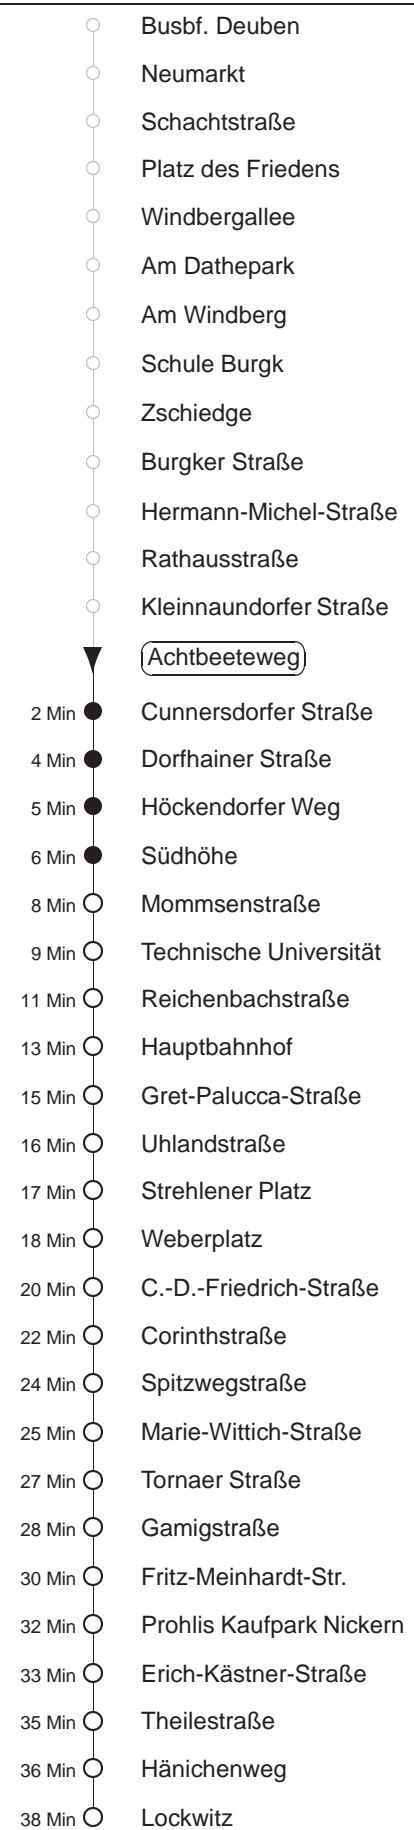 Busbf. Deuben
Neumarkt
Schachtstraße
Platz des Friedens
Windbergallee
Am Dathepark
Am Windberg
Schule Burgk
Zschiedge
Burgker Straße
Hermann-Michel-Straße
Rathausstraße
Kleinnaundorfer Straße
Achtbeeteweg
2 Min Cunnersdorfer Straße
4 Min Dorfhainer Straße
5 Min Höckendorfer Weg
6 Min Südhöhe
8 Min Mommsenstraße
9 Min Technische Universität
11 Min Reichenbachstraße
13 Min Hauptbahnhof
15 Min Gret-Palucca-Straße
16 Min Uhlandstraße
17 Min Strehlener Platz
18 Min Weberplatz
20 Min C.-D.-Friedrich-Straße
22 Min Corinthstraße
24 Min Spitzwegstraße
25 Min Marie-Wittich-Straße
27 Min Tornaer Straße
28 Min Gamigstraße
30 Min Fritz-Meinhardt-Str.
32 Min Prohlis Kaufpark Nickern
33 Min Erich-Kästner-Straße
35 Min Theilestraße
36 Min Hänichenweg
38 Min Lockwitz